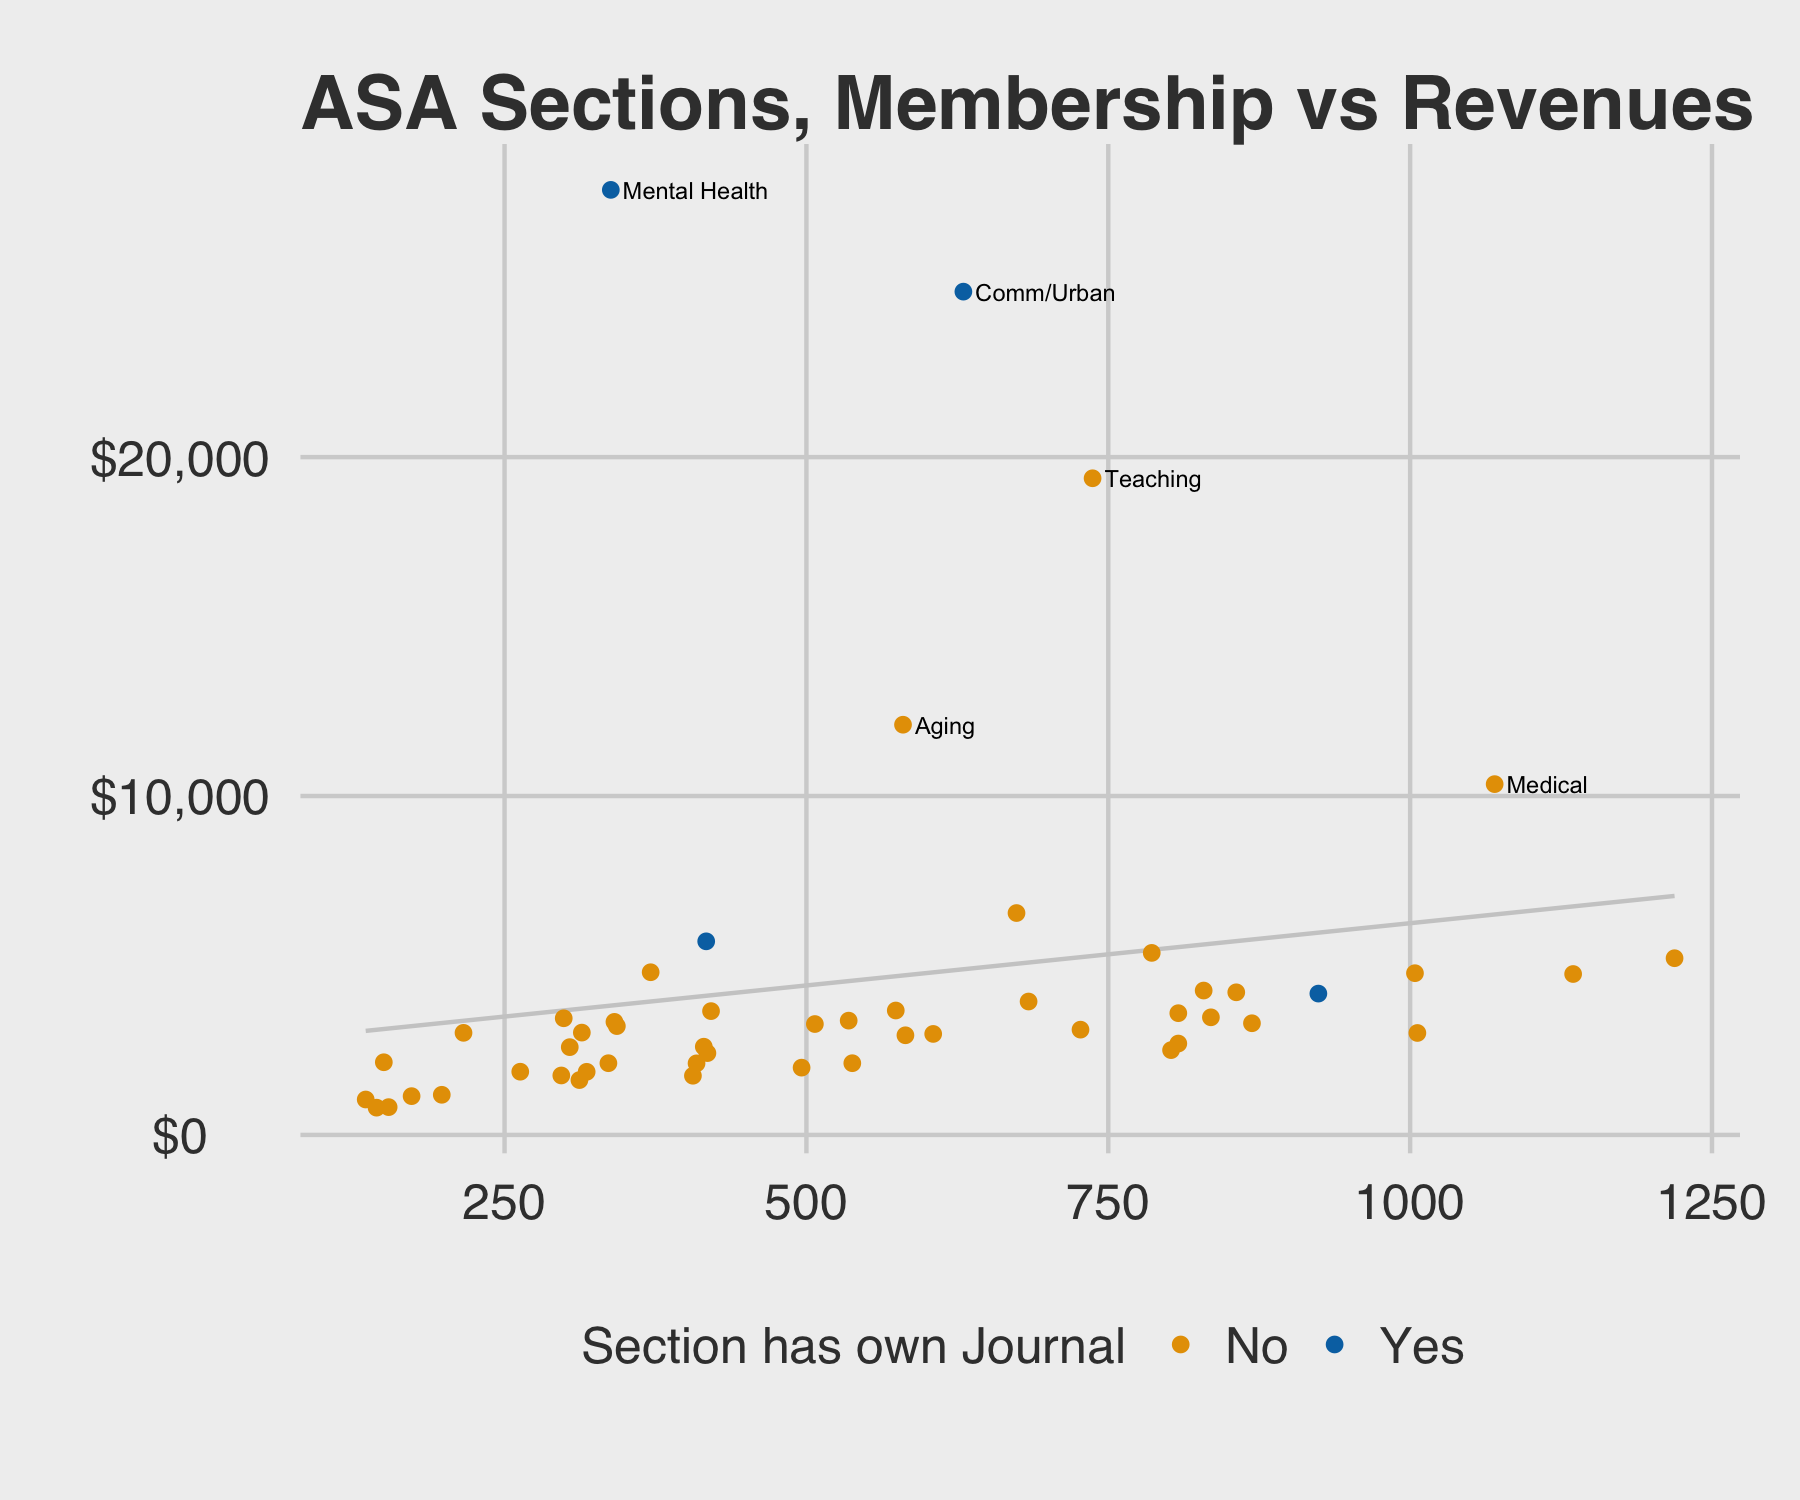 ASA Sections, Membership vs Revenues
Mental Health
Comm/Urban
$20,000
Teaching
Aging
$10,000
Medical
$0
250 500 750 1000 1250
Section has own Journal No Yes